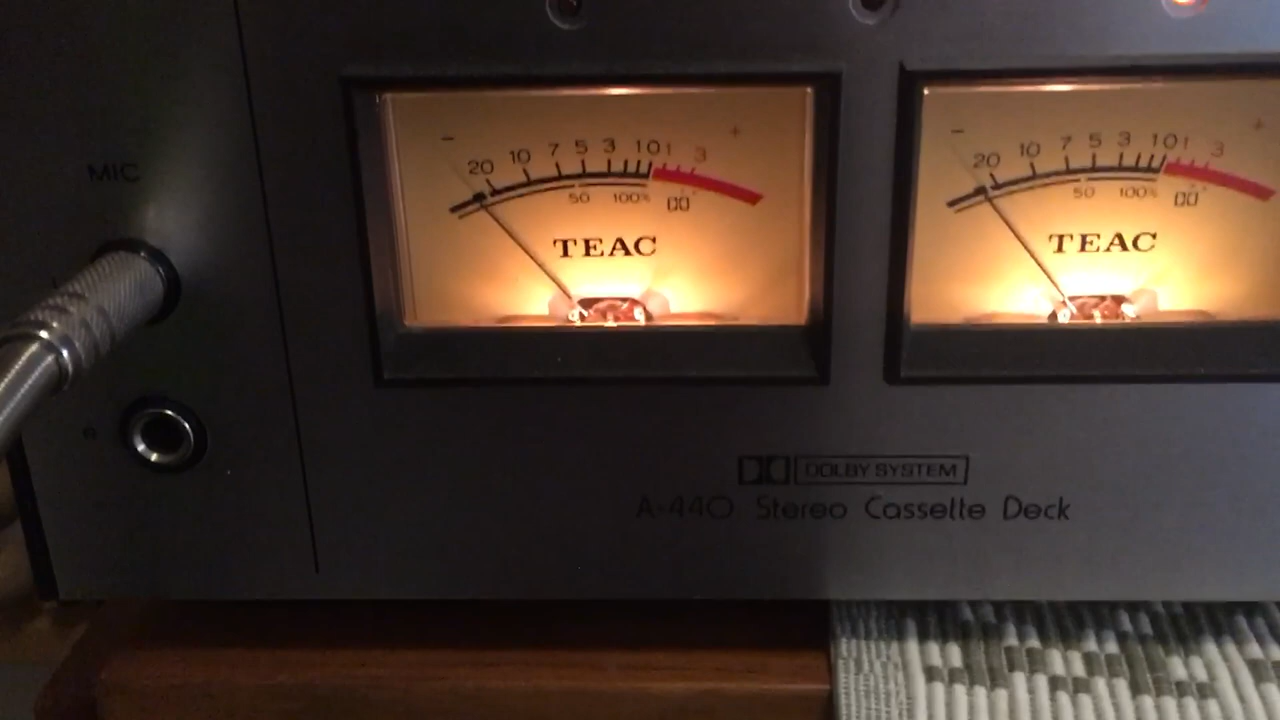 MIC
- +
20 10 7 5 3 1 0 1 3
50 100%
TEAC
- +
20 10 7 5 3 1 0 1 3
50 100%
TEAC
DOLBY SYSTEM
A-440 Stereo Cassette Deck